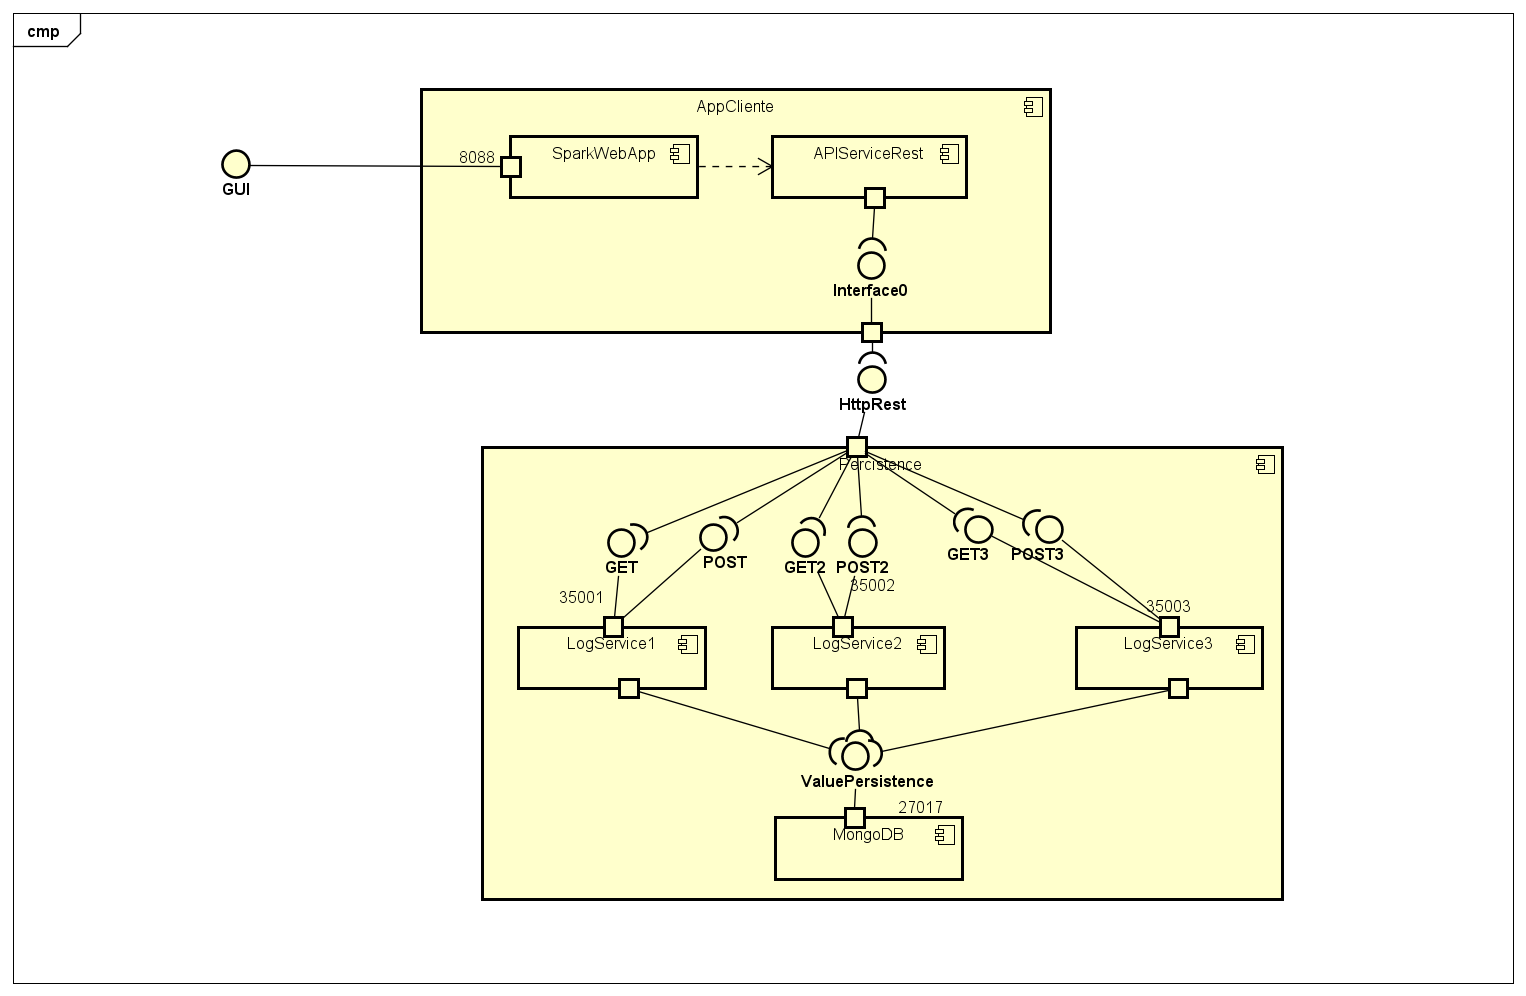 cmp
AppCliente
8088
SparkWebApp
APIServiceRest
GUI
Interface0
HttpRest
Percistence
GET
POST
GET2
POST2
GET3
POST3
35001
35002
35003
LogService1
LogService2
LogService3
ValuePersistence
27017
MongoDB